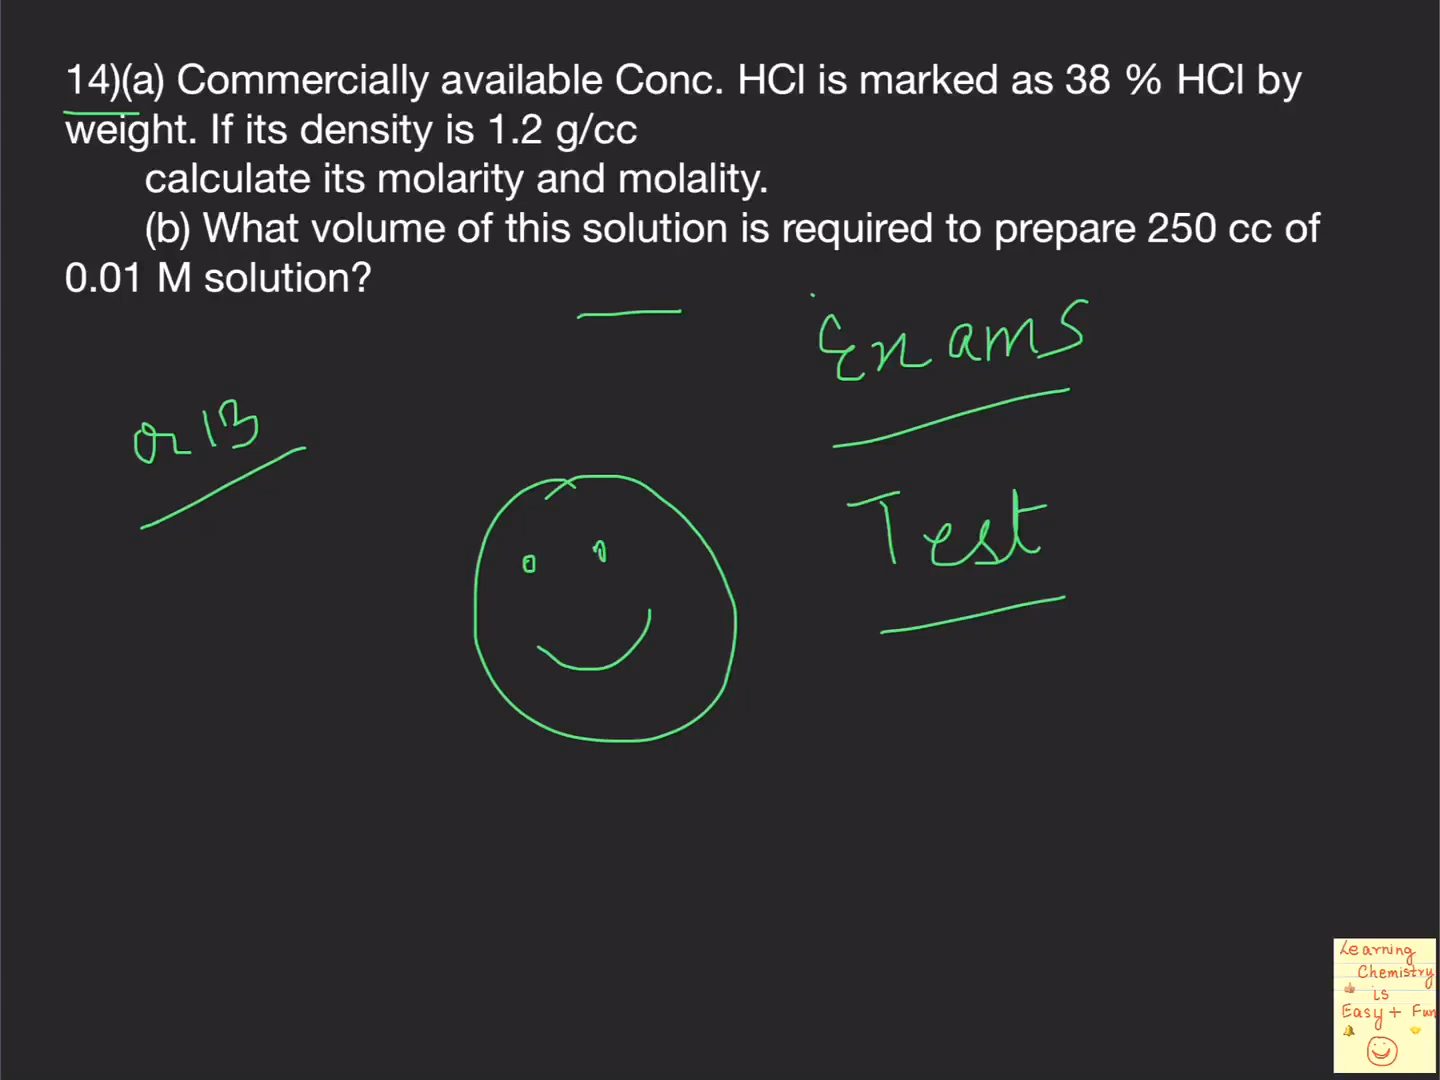 14)(a) Commercially available Conc. HCl is marked as 38 % HCl by
weight. If its density is 1.2 g/cc
calculate its molarity and molality.
(b) What volume of this solution is required to prepare 250 cc of
0.01 M solution?
Exams
Test
Learning
Chemistry
is
Easy + Fun